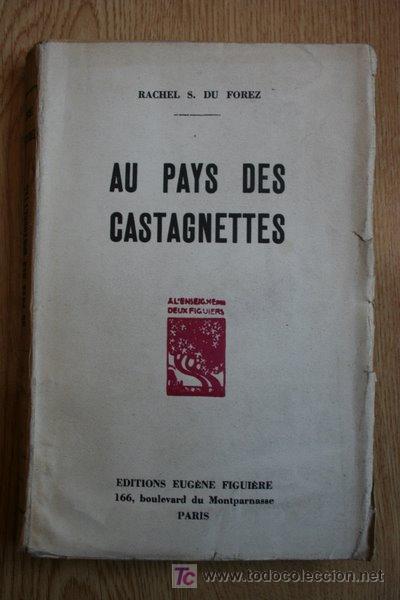 RACHEL S. DU FOREZ
AU PAYS DES
CASTAGNETTES
A L'ENSEIGNE DES
DEUX FIGUIERS
EDITIONS EUGÈNE FIGUIÈRE
166, boulevard du Montparnasse
PARIS
TC www.todocoleccion.net